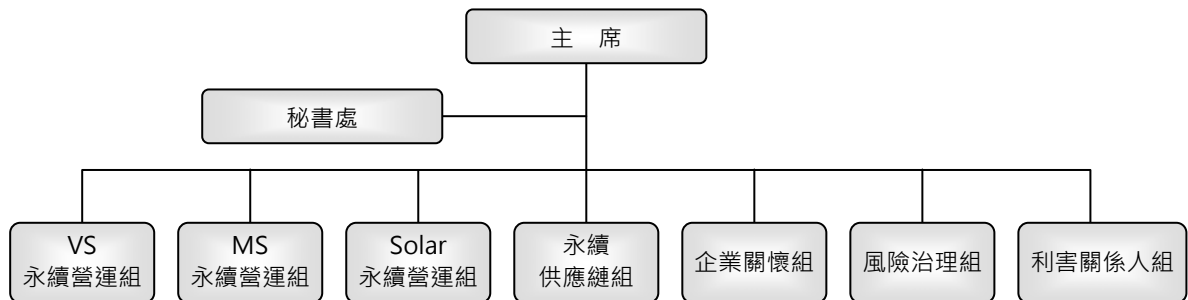 主 席
秘書處
VS
永續營運組
MS
永續營運組
Solar
永續營運組
永續
供應鏈組
企業關懷組
風險治理組
利害關係人組